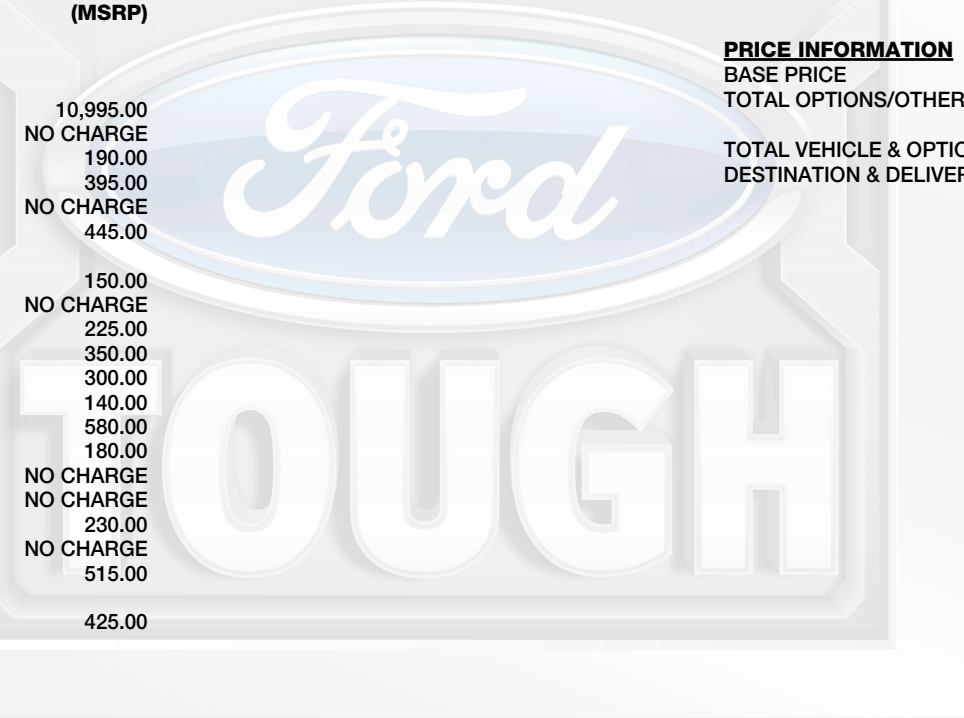 (MSRP)
10,995.00
NO CHARGE
190.00
395.00
NO CHARGE
445.00
150.00
NO CHARGE
225.00
350.00
300.00
140.00
580.00
180.00
NO CHARGE
NO CHARGE
230.00
NO CHARGE
515.00
425.00
PRICE INFORMATION
BASE PRICE
TOTAL OPTIONS/OTHER
TOTAL VEHICLE & OPTIO
DESTINATION & DELIVER
Ford
TOUGH